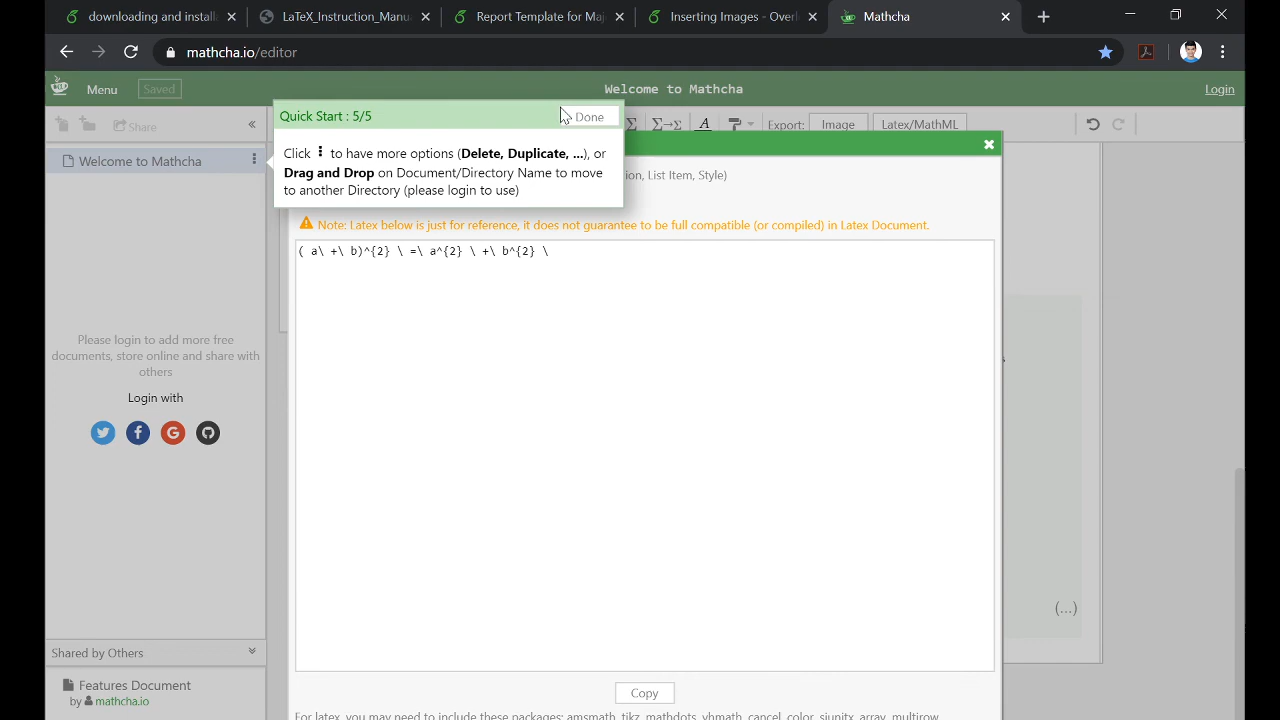 downloading and install
LaTeX_Instruction_Manua
Report Template for Maj
Inserting Images - Overl
Mathcha
mathcha.io/editor
Menu
Saved
Welcome to Mathcha
Login
Share
«
Quick Start : 5/5
Done
Σ
Σ→Σ
A
Export:
Image
Latex/MathML
Welcome to Mathcha
Click ⋮ to have more options (Delete, Duplicate, ...), or
Drag and Drop on Document/Directory Name to move
to another Directory (please login to use)
ion, List Item, Style)
Note: Latex below is just for reference, it does not guarantee to be full compatible (or compiled) in Latex Document.
( a\ +\ b)^{2} \ =\ a^{2} \ +\ b^{2} \
Please login to add more free
documents, store online and share with
others
Login with
(...)
Shared by Others
Features Document
by mathcha.io
Copy
For latex, you may need to include these packages: amsmath, tikz, mathdots, yhmath, cancel, color, siunitx, array, multirow,